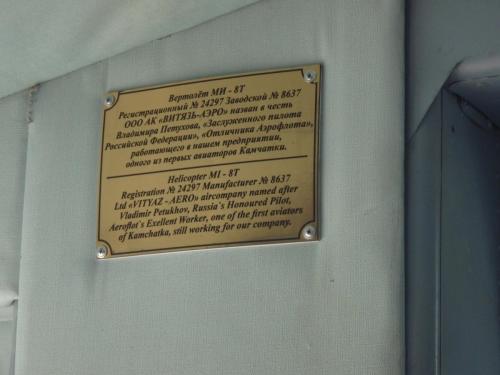 Вертолёт МИ - 8Т
Регистрационный № 24297 Заводской № 8637
ООО АК «ВИТЯЗЬ-АЭРО» назван в честь
Владимира Петухова, «Заслуженного пилота
Российской Федерации», «Отличника Аэрофлота»,
работающего в нашем предприятии,
одного из первых авиаторов Камчатки.
Helicopter MI - 8T
Registration № 24297 Manufacturer № 8637
Ltd «VITYAZ - AERO» aircompany named after
Vladimir Petukhov, Russia`s Honoured Pilot,
Aeroflot`s Exellent Worker, one of the first aviators
of Kamchatka, still working for our company.